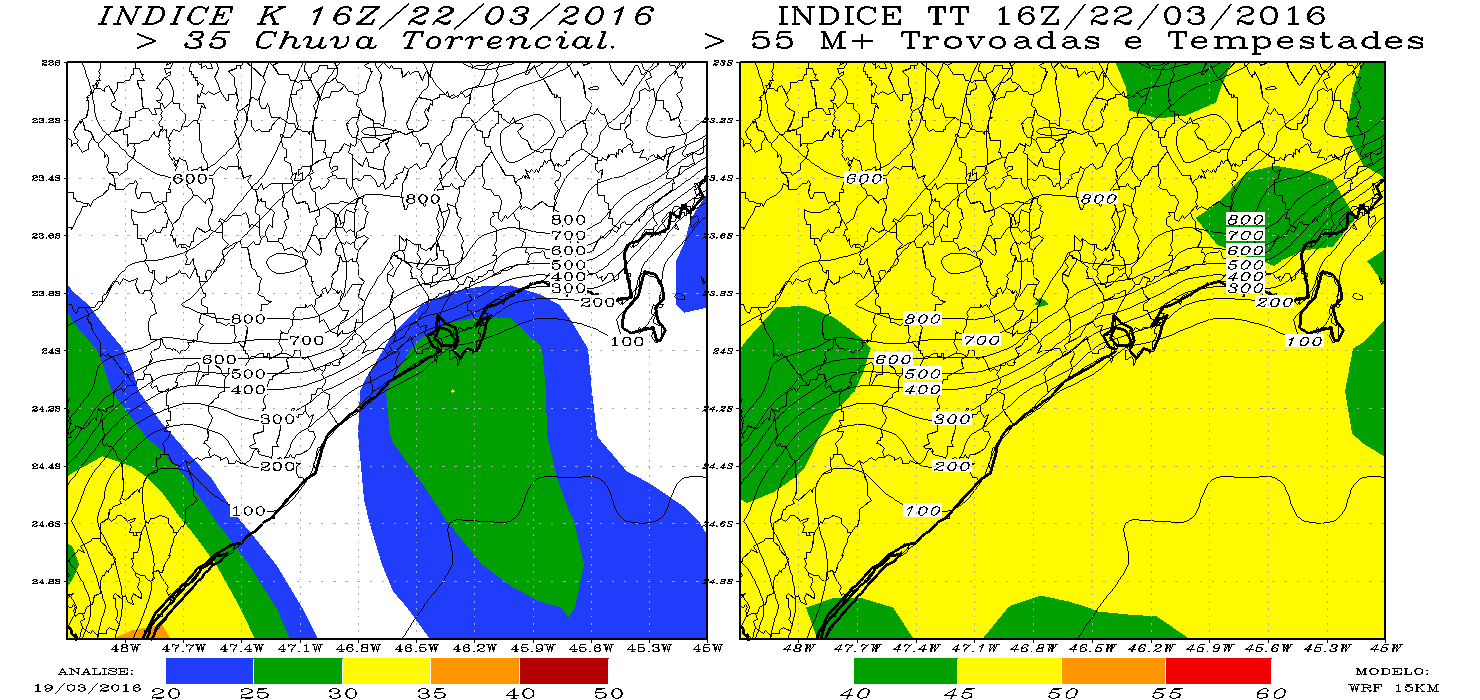 INDICE K 16Z/22/03/2016
> 35 Chuva Torrencial.
INDICE TT 16Z/22/03/2016
> 55 M+ Trovoadas e Tempestades
23S
23.2S
23.4S
23.6S
23.8S
24S
24.2S
24.4S
24.6S
24.8S
600
800
800
700
600
500
400
300
200
100
800
700
600
500
400
300
200
100
48W 47.7W 47.4W 47.1W 46.8W 46.5W 46.2W 45.9W 45.6W 45.3W 45W
23S
23.2S
23.4S
23.6S
23.8S
24S
24.2S
24.4S
24.6S
24.8S
600
800
800
700
600
500
400
300
200
100
800
700
600
500
400
300
200
100
48W 47.7W 47.4W 47.1W 46.8W 46.5W 46.2W 45.9W 45.6W 45.3W 45W
ANALISE:
19/03/2016
20 25 30 35 40 50
40 45 50 55 60
MODELO:
WRF 15KM